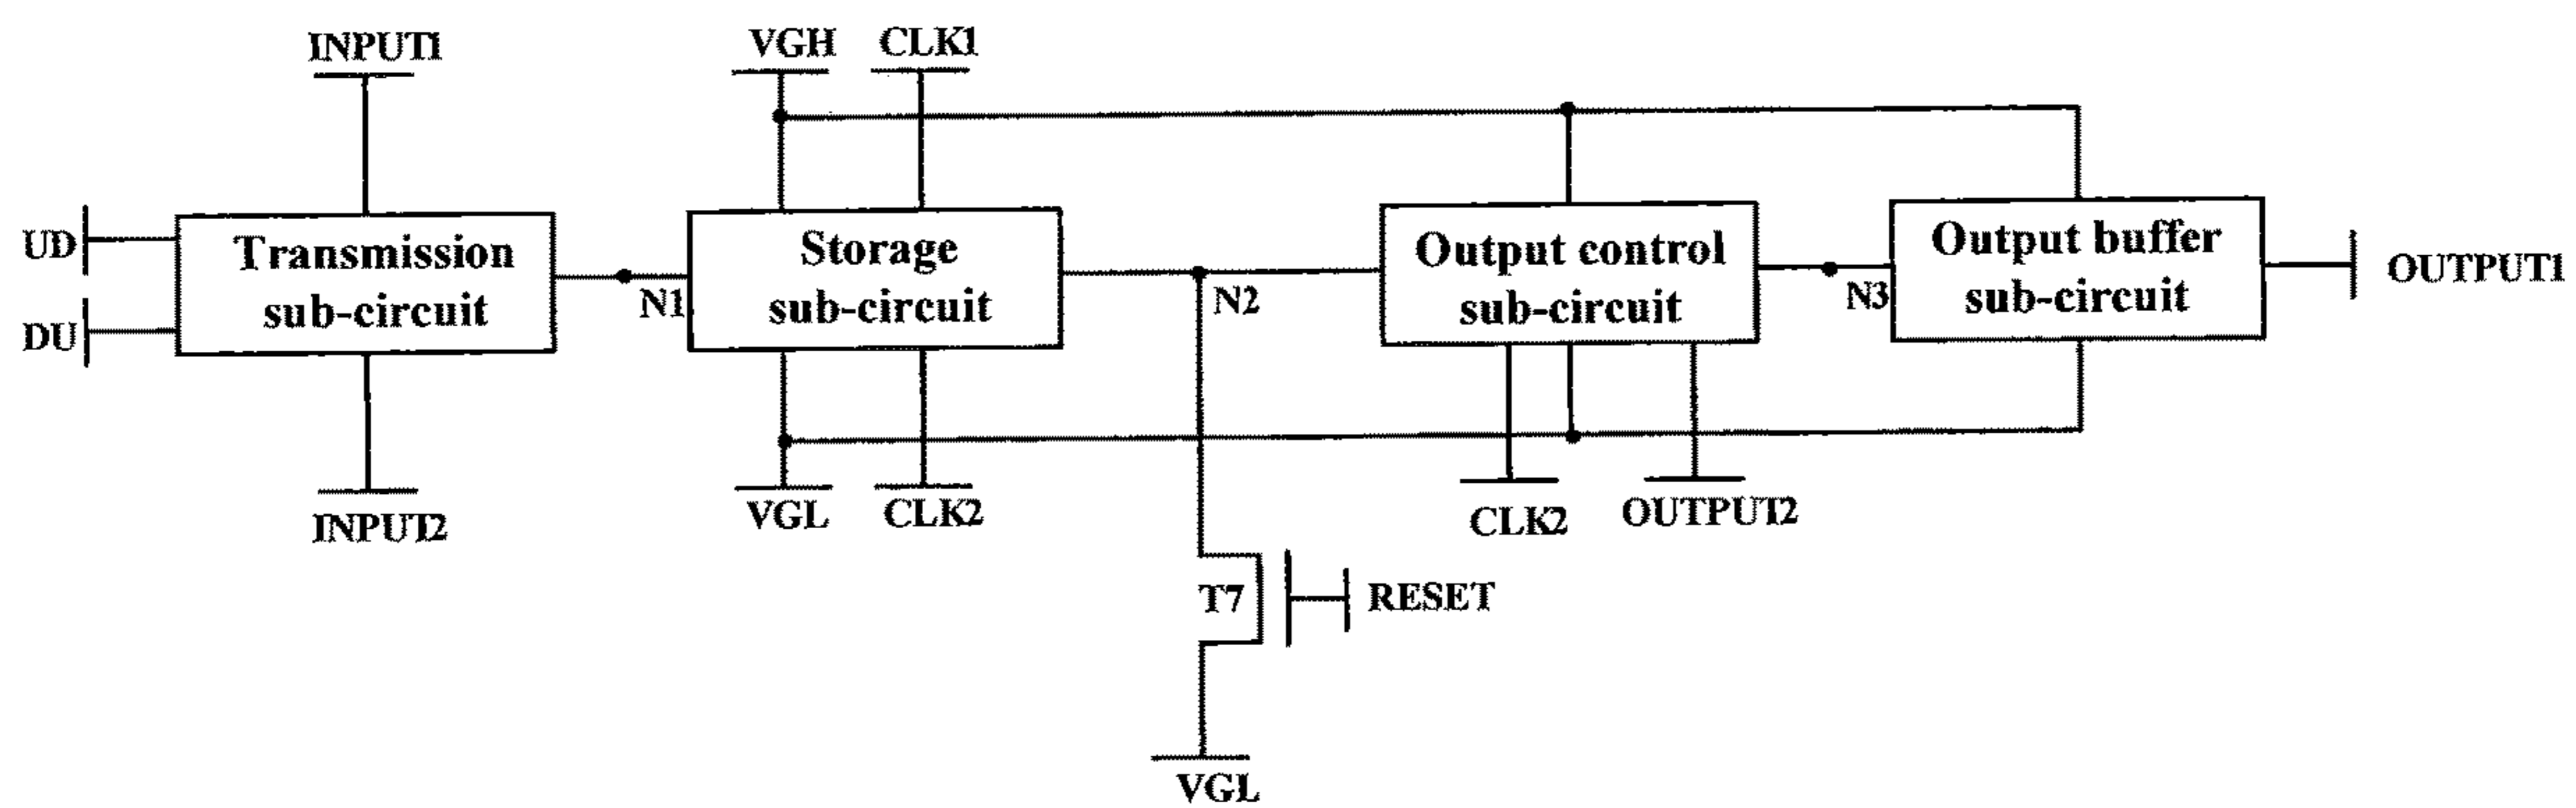 INPUT1
VGH
CLK1
UD
DU
Transmission
sub-circuit
N1
Storage
sub-circuit
N2
Output control
sub-circuit
N3
Output buffer
sub-circuit
OUTPUT1
INPUT2
VGL
CLK2
CLK2
OUTPUT2
T7
RESET
VGL